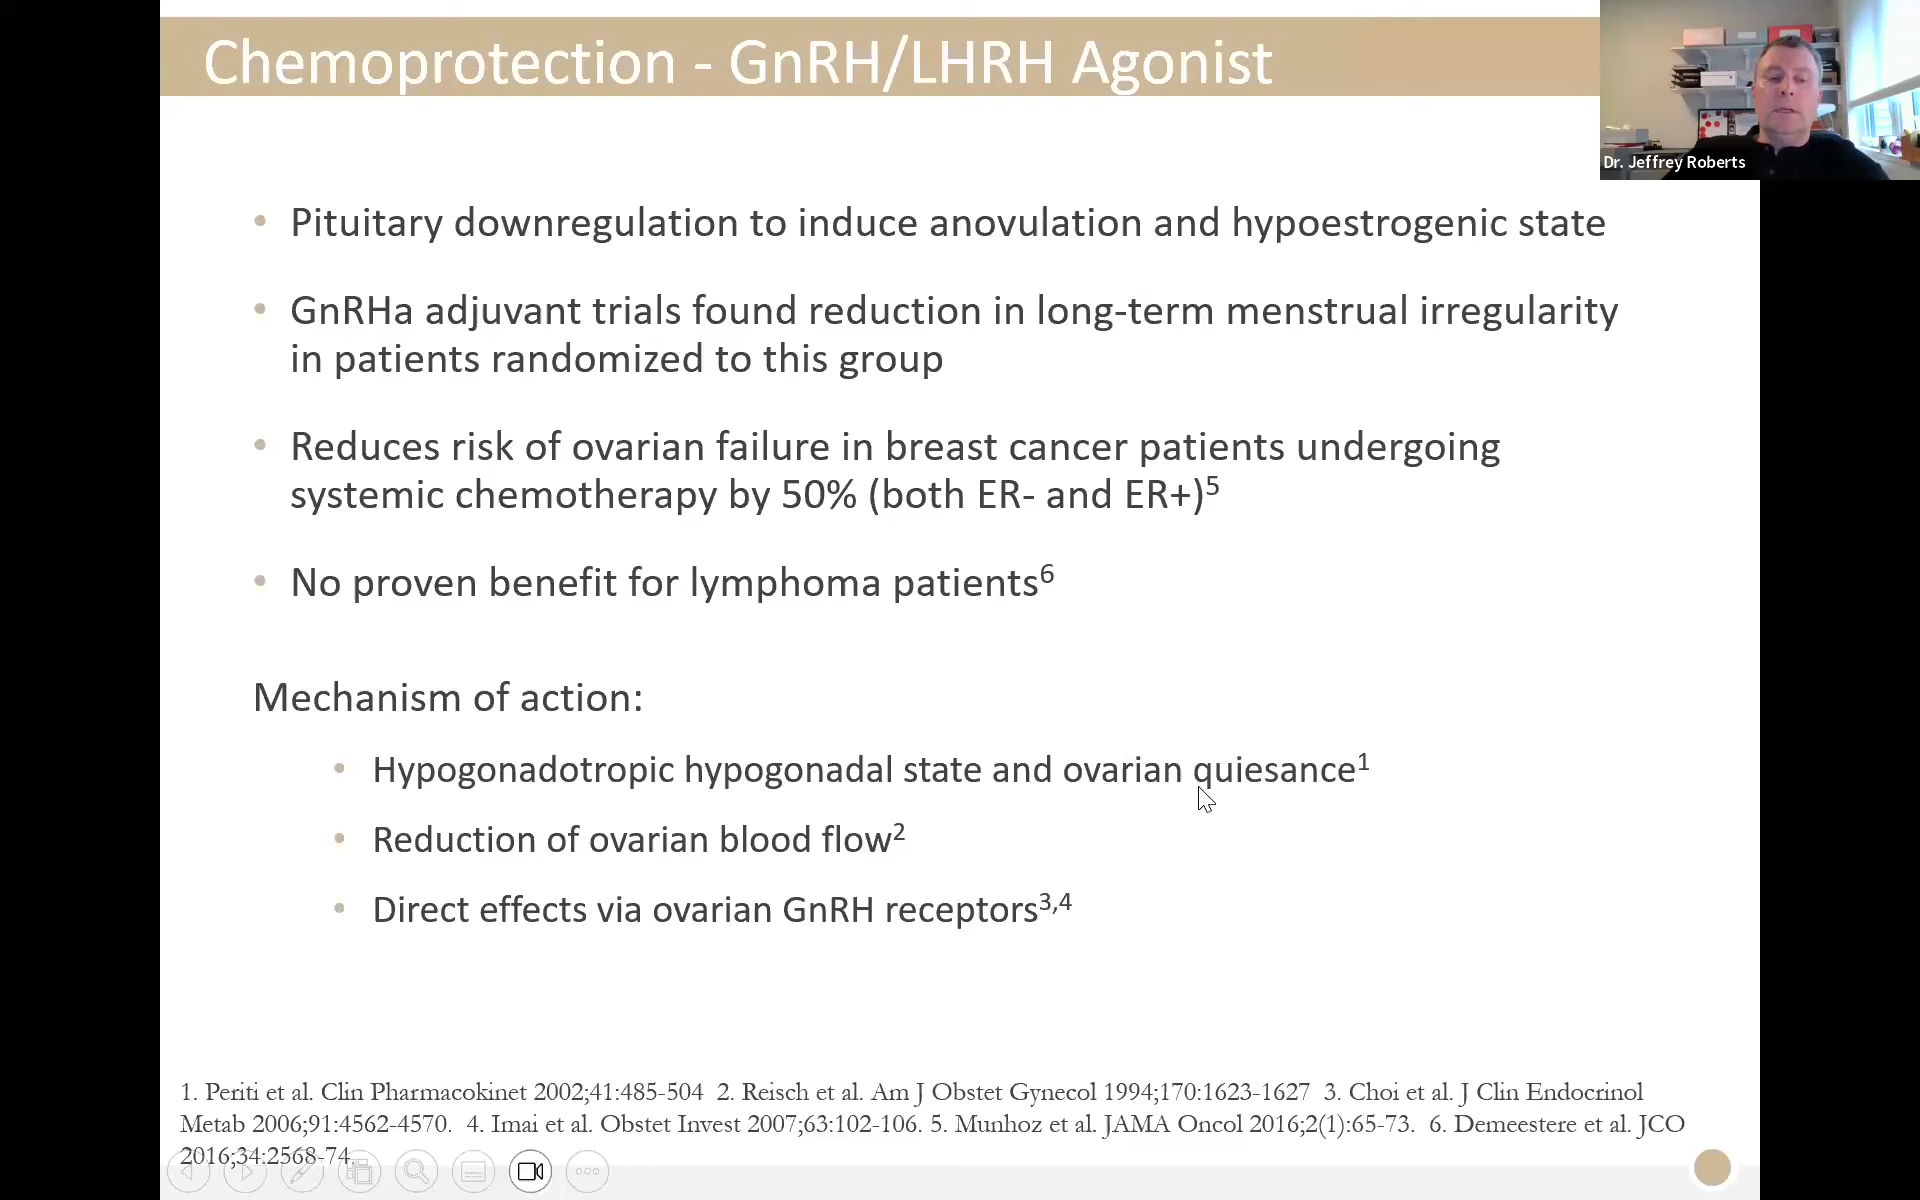 Chemoprotection - GnRH/LHRH Agonist
Dr. Jeffrey Roberts
• Pituitary downregulation to induce anovulation and hypoestrogenic state
• GnRHa adjuvant trials found reduction in long-term menstrual irregularity
in patients randomized to this group
• Reduces risk of ovarian failure in breast cancer patients undergoing
systemic chemotherapy by 50% (both ER- and ER+)⁵
• No proven benefit for lymphoma patients⁶
Mechanism of action:
• Hypogonadotropic hypogonadal state and ovarian quiesance¹
• Reduction of ovarian blood flow²
• Direct effects via ovarian GnRH receptors³,⁴
1. Periti et al. Clin Pharmacokinet 2002;41:485-504 2. Reisch et al. Am J Obstet Gynecol 1994;170:1623-1627 3. Choi et al. J Clin Endocrinol
Metab 2006;91:4562-4570. 4. Imai et al. Obstet Invest 2007;63:102-106. 5. Munhoz et al. JAMA Oncol 2016;2(1):65-73. 6. Demeestere et al. JCO
2016;34:2568-74.